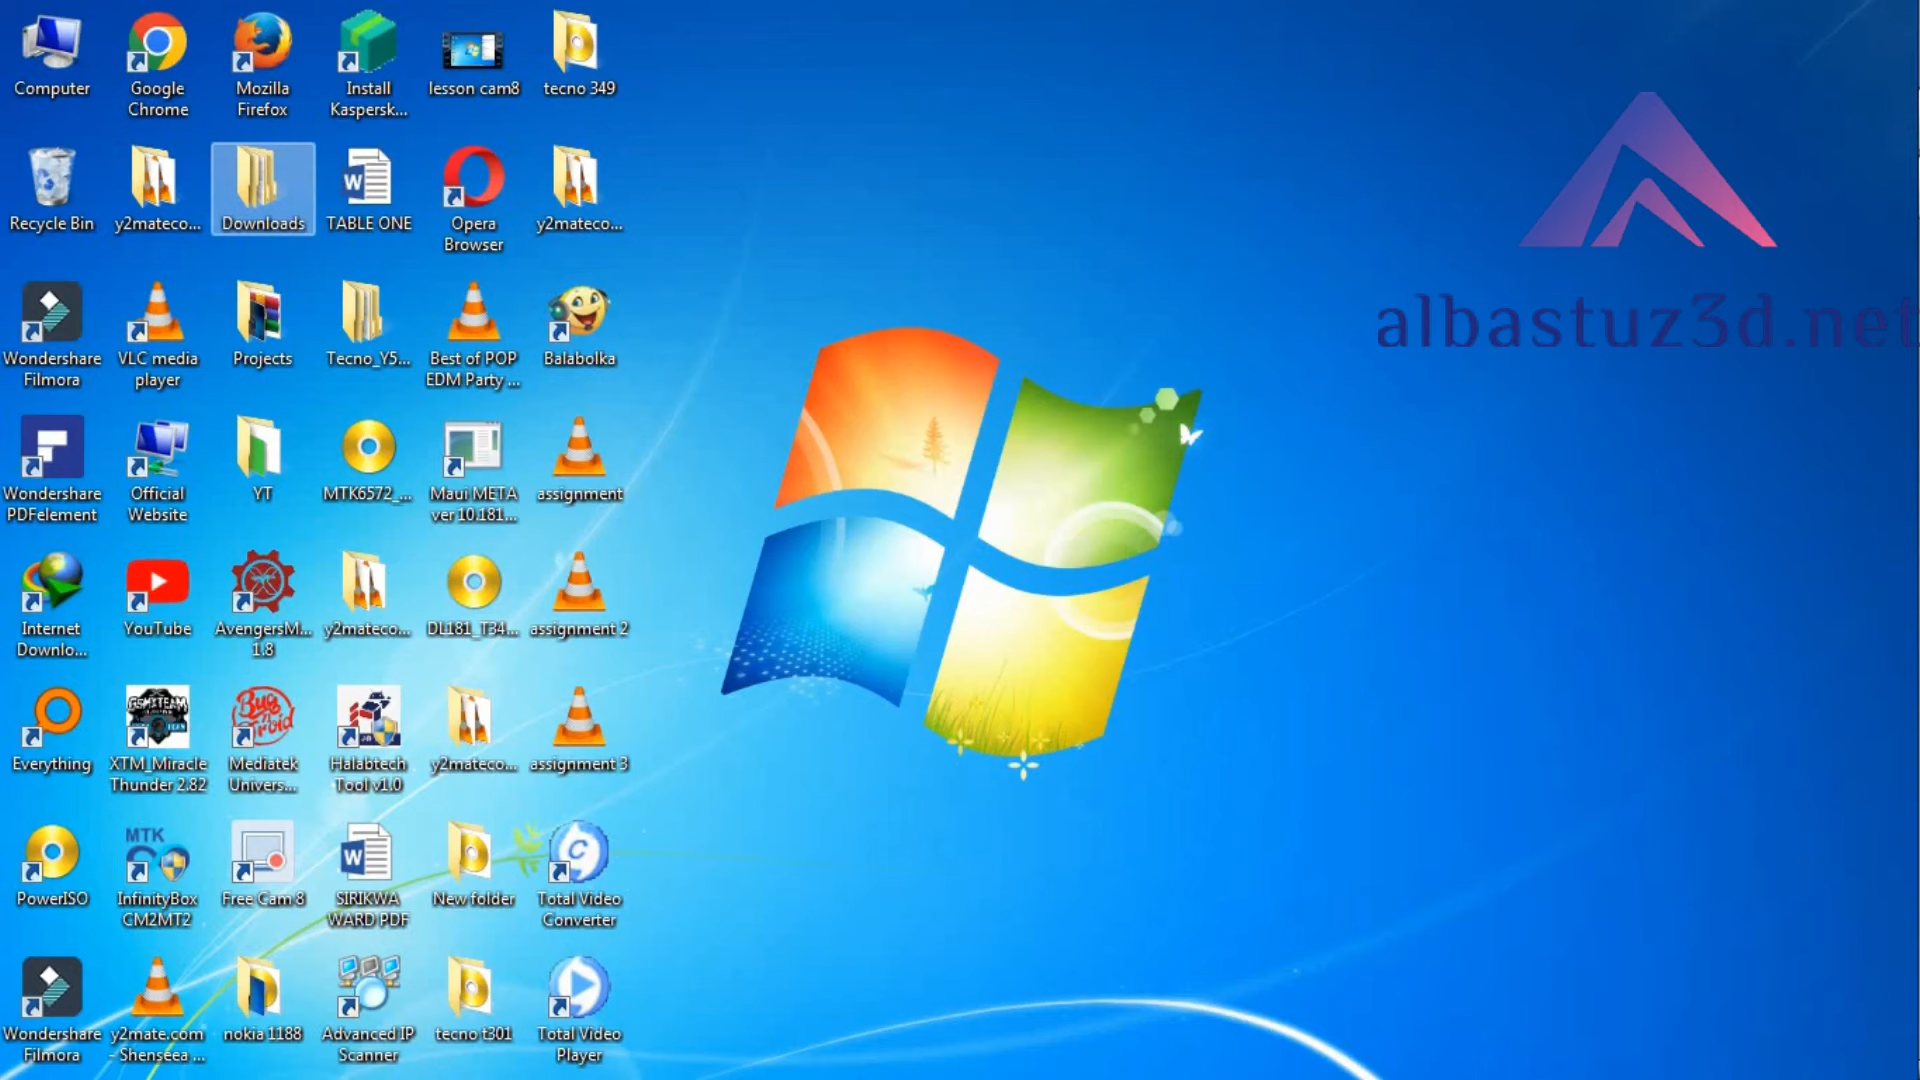 Computer
Google
Chrome
Mozilla
Firefox
Install
Kaspersk...
lesson cam8
tecno 349
Recycle Bin
y2mateco...
Downloads
TABLE ONE
Opera
Browser
y2mateco...
albastuz3d.net
Wondershare
Filmora
VLC media
player
Projects
Tecno_Y5...
Best of POP
EDM Party ...
Balabolka
Wondershare
PDFelement
Official
Website
YT
MTK6572_...
Maui META
ver 10.181...
assignment
Internet
Downlo...
YouTube
AvengersM...
1.8
y2mateco...
DL181_T34...
assignment 2
Everything
XTM_Miracle
Thunder 2.82
Bug n Troid
Mediatek
Univers...
Halabtech
Tool v1.0
y2mateco...
assignment 3
PowerISO
MTK
InfinityBox
CM2MT2
Free Cam 8
SIRIKWA
WARD PDF
New folder
Total Video
Converter
Wondershare
Filmora
y2mate.com
- Shenseea ...
nokia 1188
Advanced IP
Scanner
tecno t301
Total Video
Player